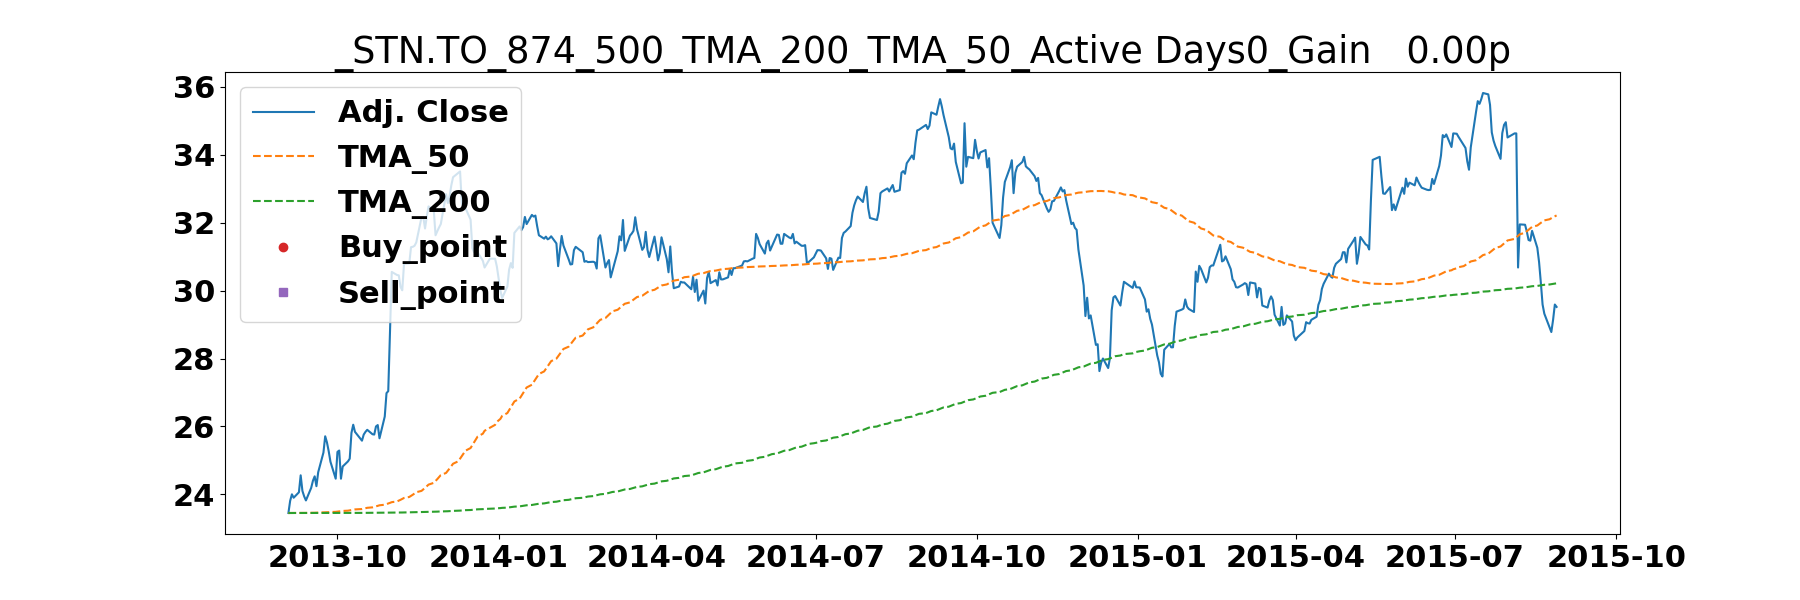 _STN.TO_874_500_TMA_200_TMA_50_Active Days0_Gain   0.00p
36
34
32
30
28
26
24
Adj. Close
TMA_50
TMA_200
Buy_point
Sell_point
2013-10 2014-01 2014-04 2014-07 2014-10 2015-01 2015-04 2015-07 2015-10